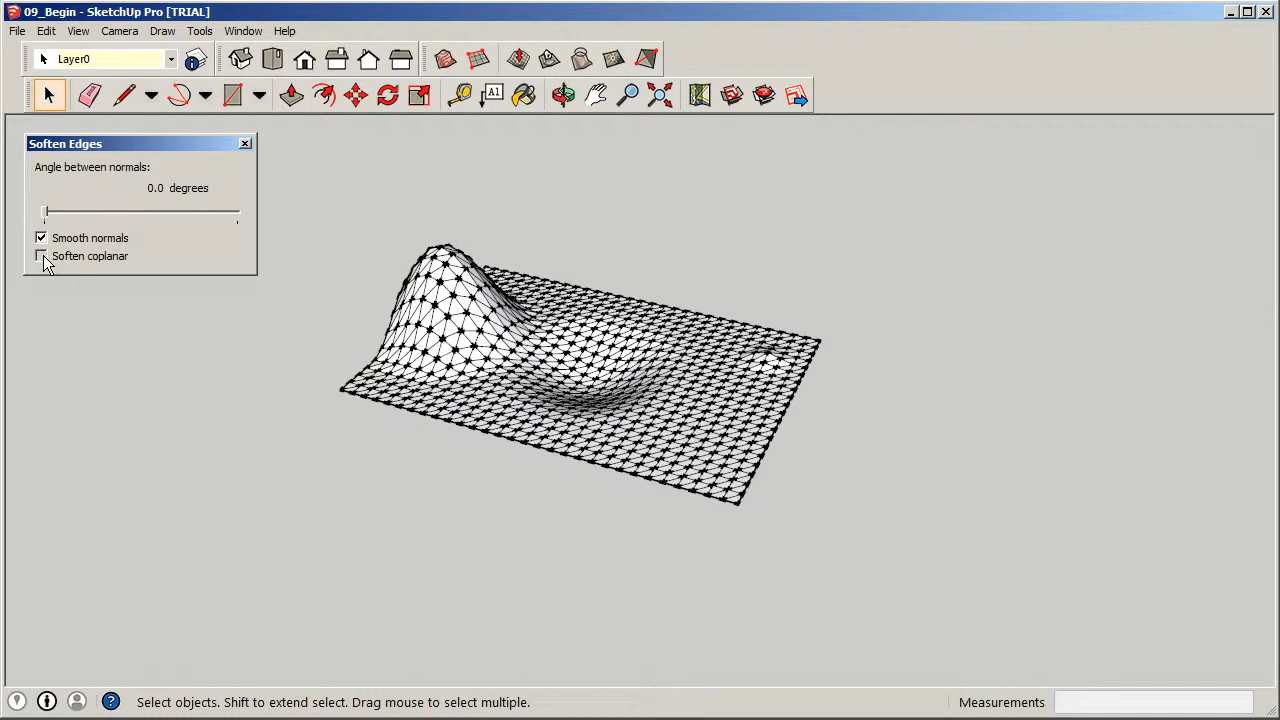 09_Begin - SketchUp Pro [TRIAL]
File Edit View Camera Draw Tools Window Help
Layer0
A1
Soften Edges
Angle between normals:
0.0 degrees
Smooth normals
Soften coplanar
Select objects. Shift to extend select. Drag mouse to select multiple.
Measurements